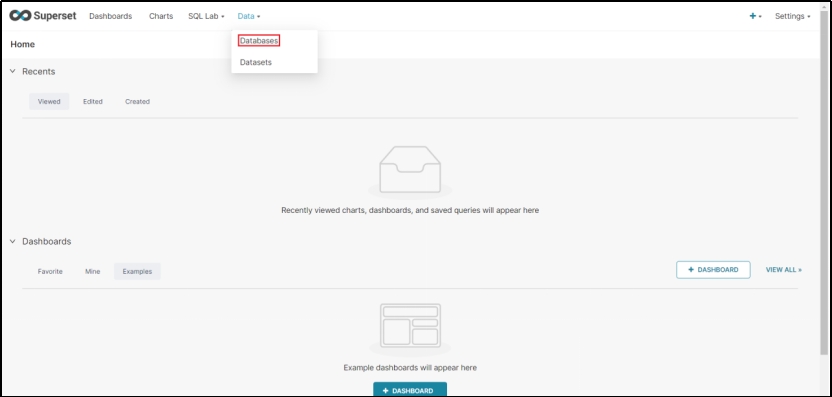 Superset Dashboards Charts SQL Lab Data + Settings
Databases
Home
Datasets
Recents
Viewed Edited Created
Recently viewed charts, dashboards, and saved queries will appear here
Dashboards
Favorite Mine Examples + DASHBOARD VIEW ALL »
Example dashboards will appear here
+ DASHBOARD